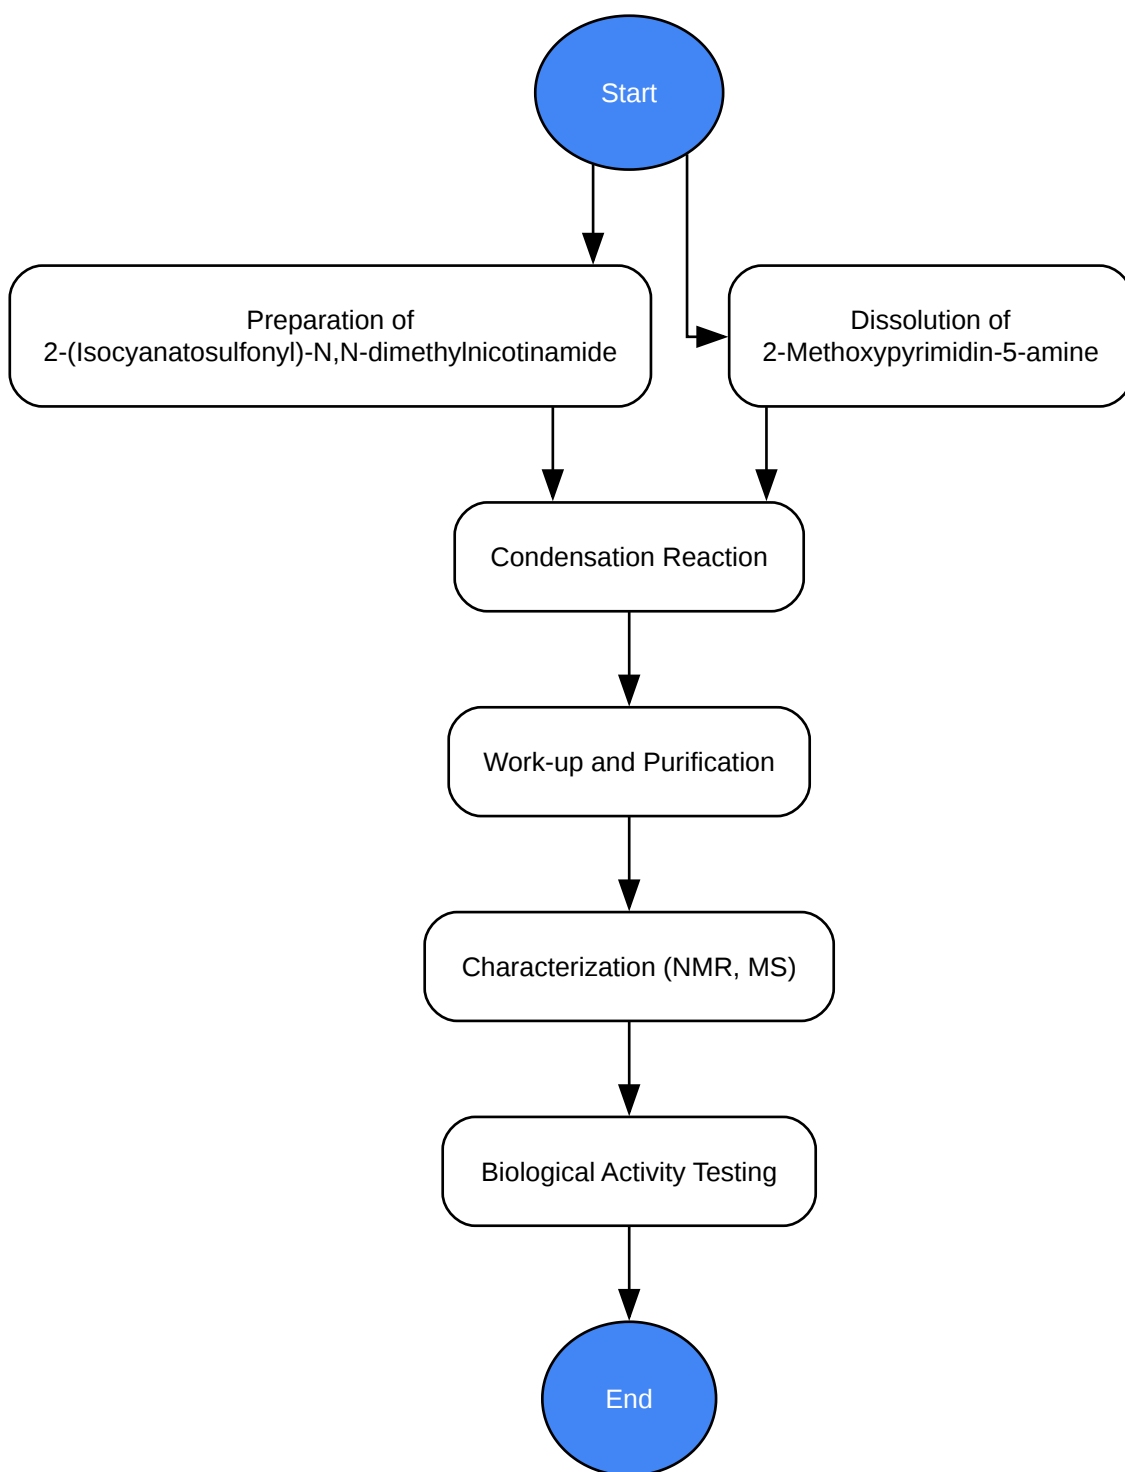 Start
Preparation of
2-(Isocyanatosulfonyl)-N,N-dimethylnicotinamide
Dissolution of
2-Methoxypyrimidin-5-amine
Condensation Reaction
Work-up and Purification
Characterization (NMR, MS)
Biological Activity Testing
End